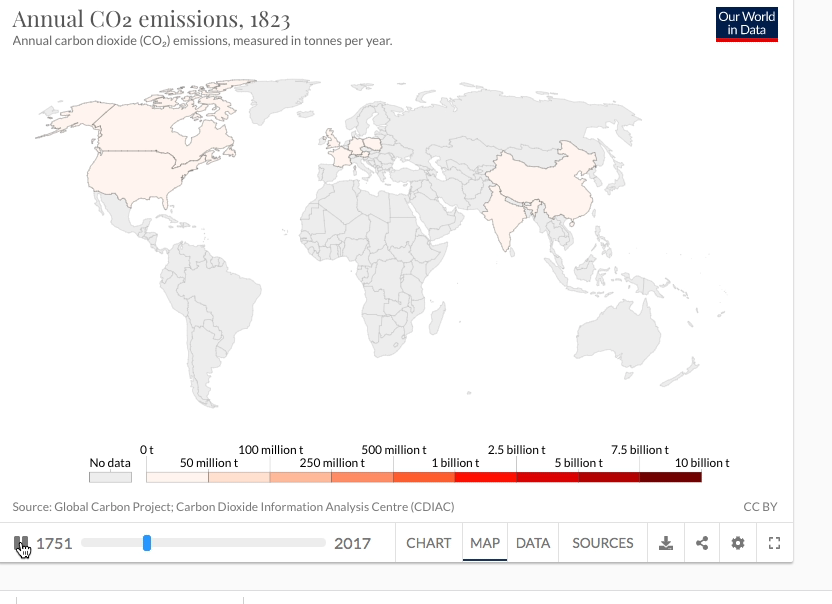 Annual CO2 emissions, 1823
Annual carbon dioxide (CO₂) emissions, measured in tonnes per year.
Our World
in Data
No data
0 t
50 million t
100 million t
250 million t
500 million t
1 billion t
2.5 billion t
5 billion t
7.5 billion t
10 billion t
Source: Global Carbon Project; Carbon Dioxide Information Analysis Centre (CDIAC)
CC BY
1751
2017
CHART
MAP
DATA
SOURCES